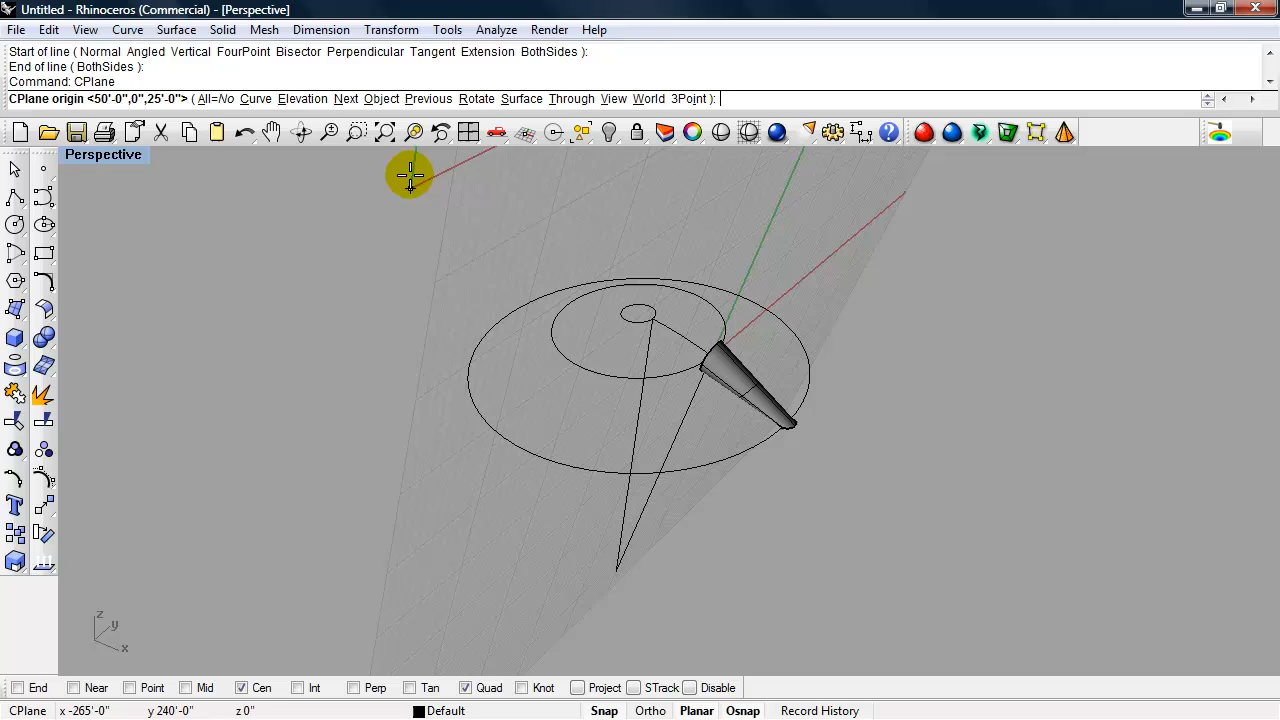 Untitled - Rhinoceros (Commercial) - [Perspective]
File Edit View Curve Surface Solid Mesh Dimension Transform Tools Analyze Render Help
Start of line ( Normal Angled Vertical FourPoint Bisector Perpendicular Tangent Extension BothSides ):
End of line ( BothSides ):
Command: CPlane
CPlane origin <50'-0",0",25'-0"> ( All=No Curve Elevation Next Object Previous Rotate Surface Through View World 3Point ):
Perspective
z
y
x
End Near Point Mid Cen Int Perp Tan Quad Knot Project STrack Disable
CPlane x -265'-0" y 240'-0" z 0" Default Snap Ortho Planar Osnap Record History